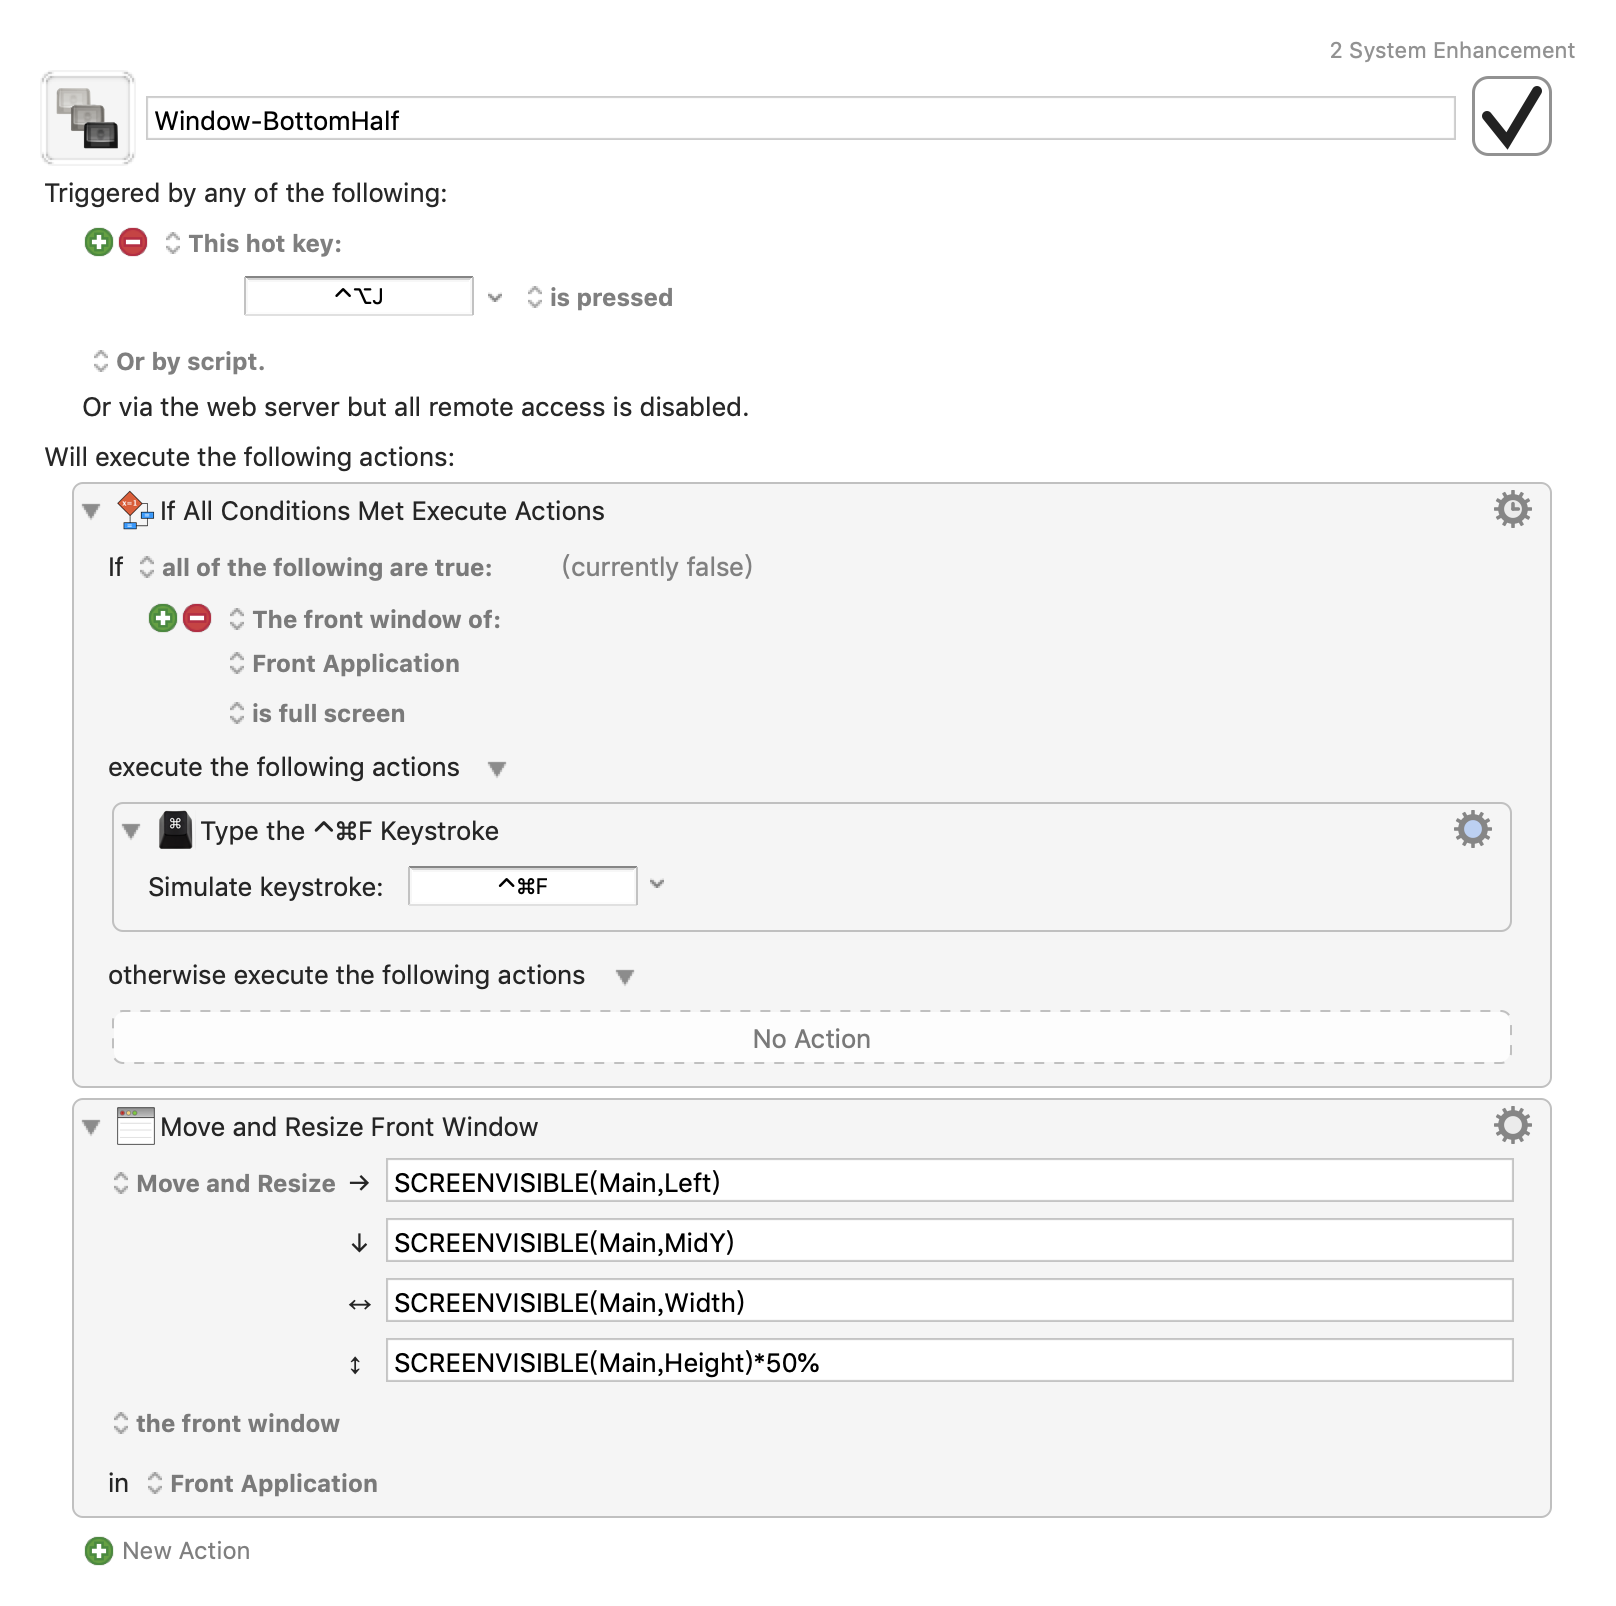 2 System Enhancement
Window-BottomHalf
Triggered by any of the following:
This hot key:
^⌥J is pressed
Or by script.
Or via the web server but all remote access is disabled.
Will execute the following actions:
If All Conditions Met Execute Actions
If all of the following are true: (currently false)
The front window of:
Front Application
is full screen
execute the following actions
Type the ^⌘F Keystroke
Simulate keystroke: ^⌘F
otherwise execute the following actions
No Action
Move and Resize Front Window
Move and Resize → SCREENVISIBLE(Main,Left)
↓ SCREENVISIBLE(Main,MidY)
↔ SCREENVISIBLE(Main,Width)
↕ SCREENVISIBLE(Main,Height)*50%
the front window
in Front Application
New Action